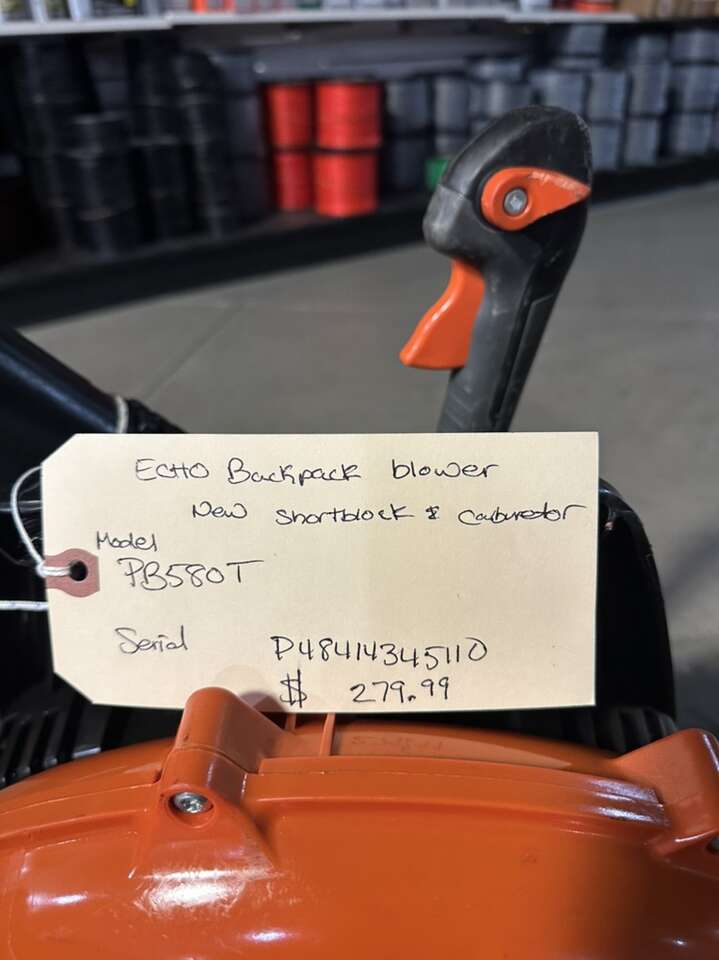 ECHO Backpack blower
New Shortblock & Carburetor
Model
PB580T
Serial P48414345110
$ 279.99